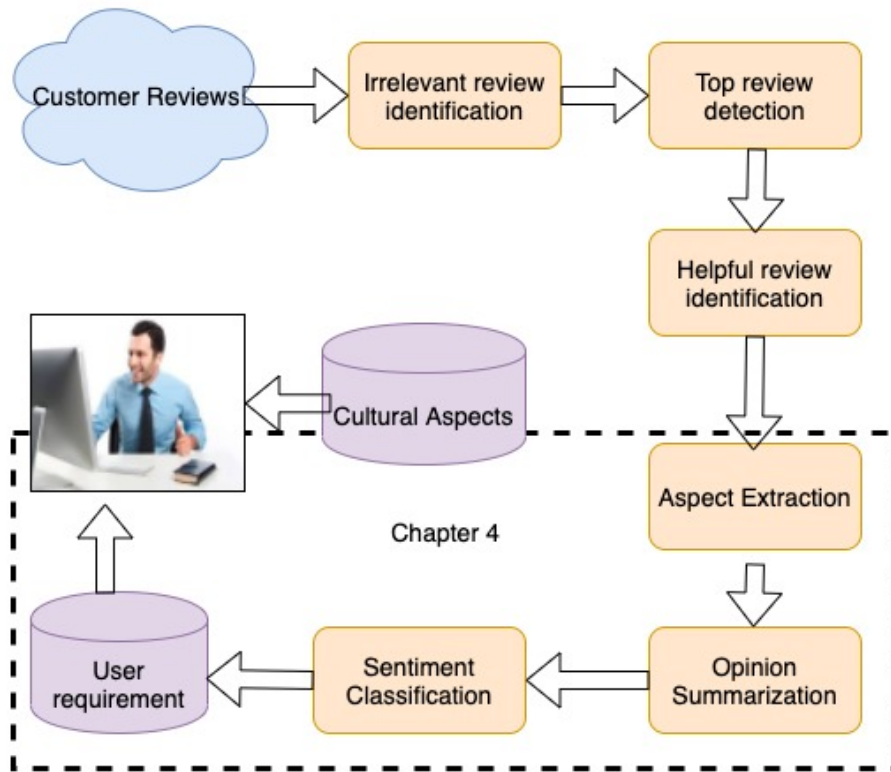 Customer Reviews
Irrelevant review
identification
Top review
detection
Helpful review
identification
Cultural Aspects
Aspect Extraction
Chapter 4
User
requirement
Sentiment
Classification
Opinion
Summarization